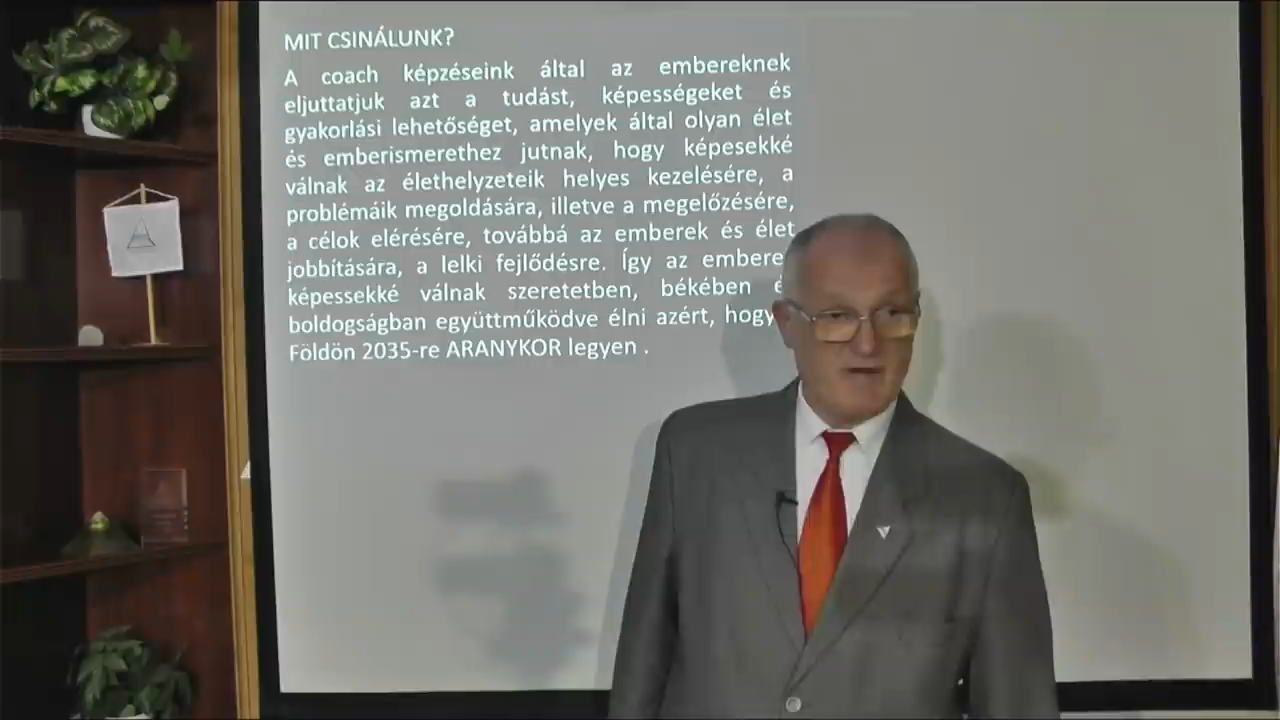 MIT CSINÁLUNK?
A coach képzéseink által az embereknek
eljuttatjuk azt a tudást, képességeket és
gyakorlási lehetőséget, amelyek által olyan élet
és emberismerethez jutnak, hogy képesekké
válnak az élethelyzeteik helyes kezelésére, a
problémáik megoldására, illetve a megelőzésére,
a célok elérésére, továbbá az emberek és élet
jobbítására, a lelki fejlődésre. Így az embere
képessekké válnak szeretetben, békében
boldogságban együttműködve élni azért, hogy
Földön 2035-re ARANYKOR legyen .